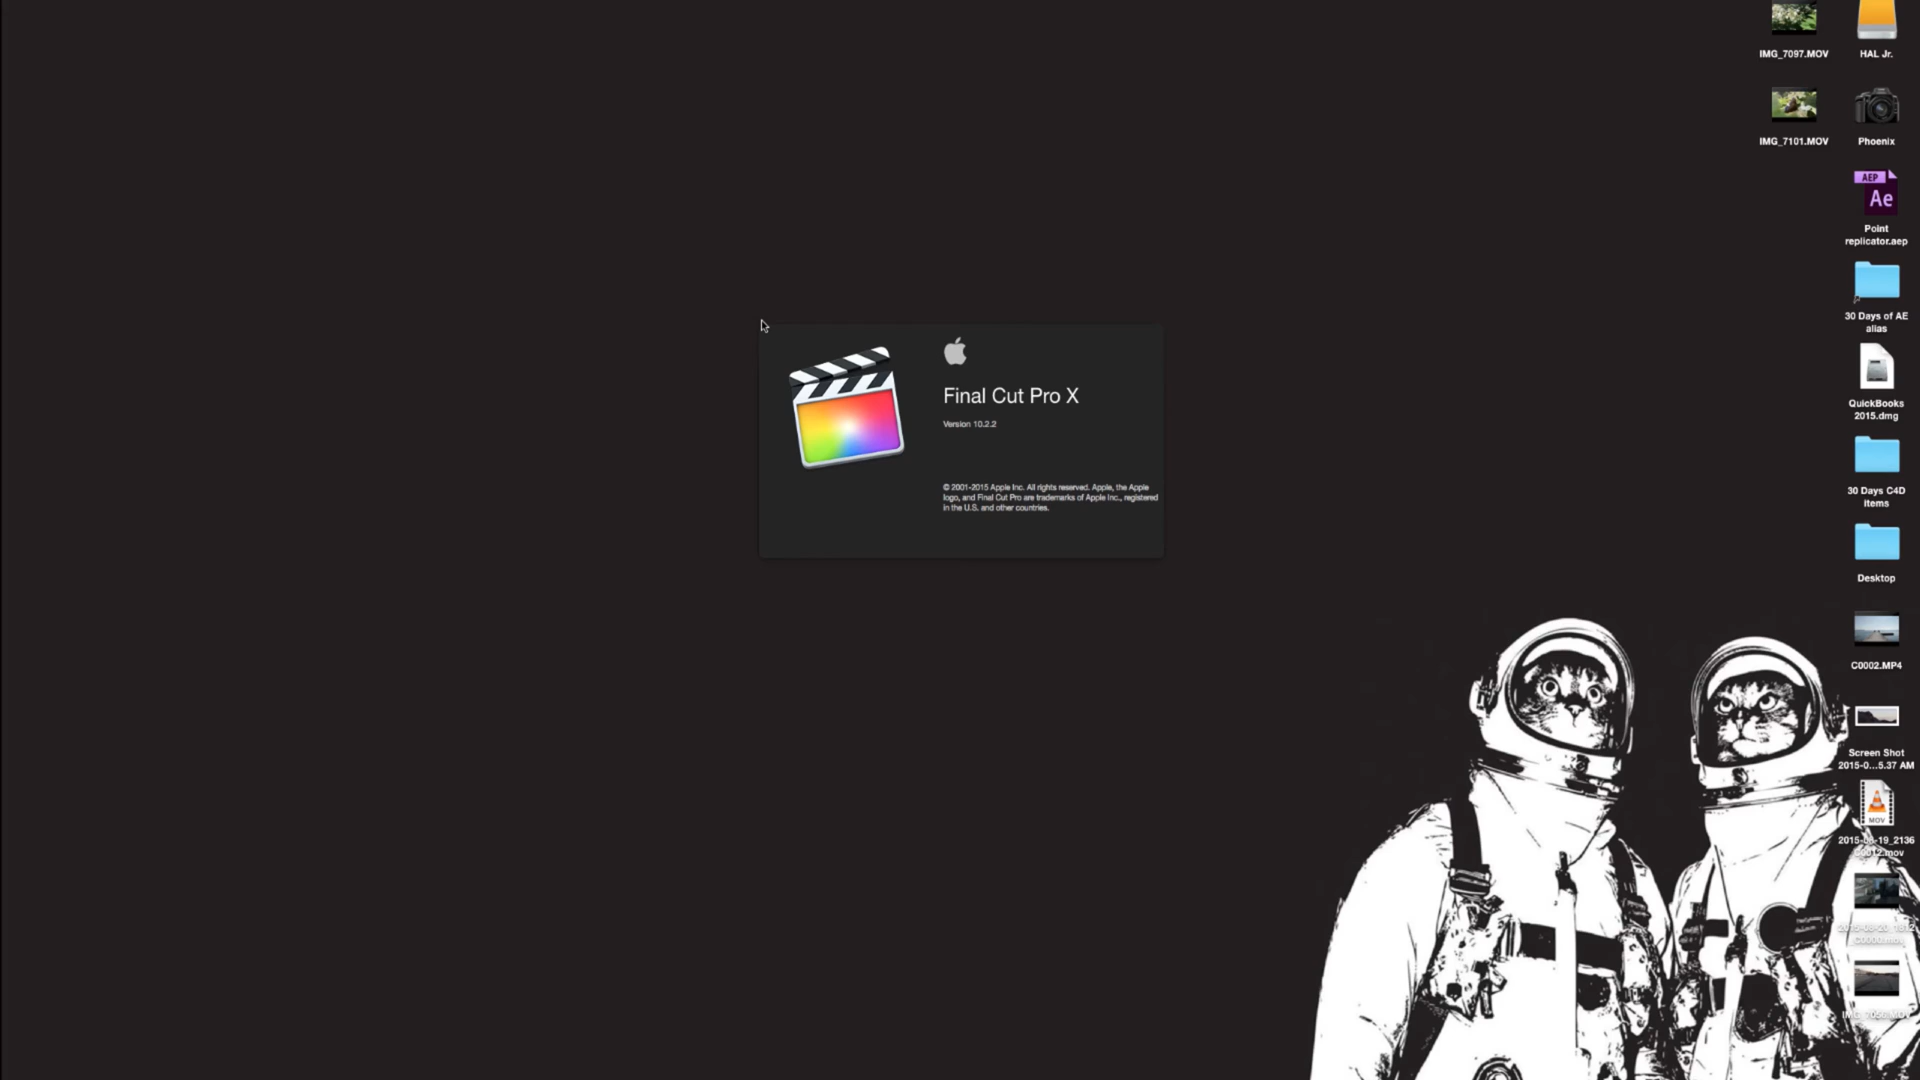 IMG_7097.MOV
HAL Jr.
IMG_7101.MOV
Phoenix
AEP
Ae
Point
replicator.aep
30 Days of AE
alias
Final Cut Pro X
Version 10.2.2
© 2001-2015 Apple Inc. All rights reserved. Apple, the Apple
logo, and Final Cut Pro are trademarks of Apple Inc., registered
in the U.S. and other countries.
QuickBooks
2015.dmg
30 Days C4D
items
Desktop
C0002.MP4
Screen Shot
2015-0...5.37 AM
MOV